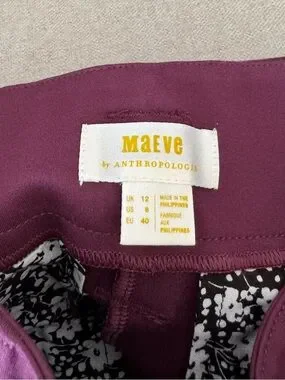 MAEVE
by ANTHROPOLOGIE
UK 12
US 8
EU 40
MADE IN THE
PHILIPPINES
FABRIQUÉ
AUX
PHILIPPINES